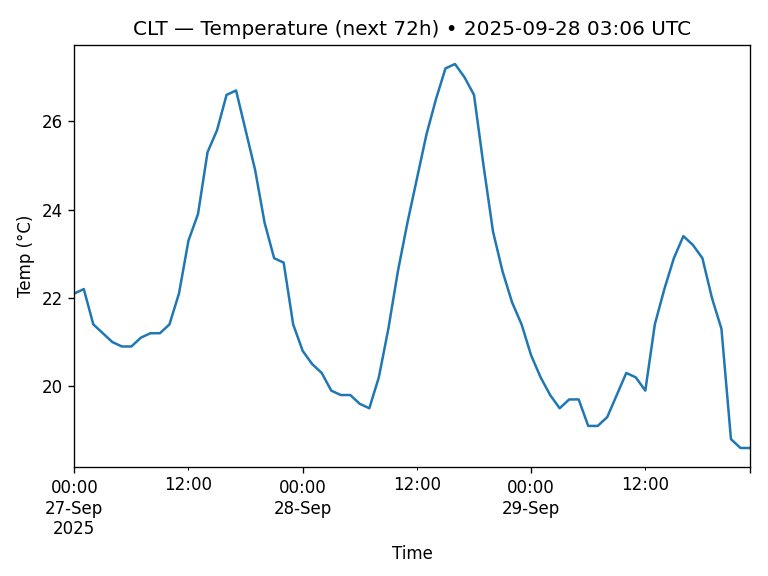 CLT — Temperature (next 72h) • 2025-09-28 03:06 UTC
Temp (°C)
26
24
22
20
00:00 12:00 00:00 12:00 00:00 12:00
27-Sep 28-Sep 29-Sep
2025
Time